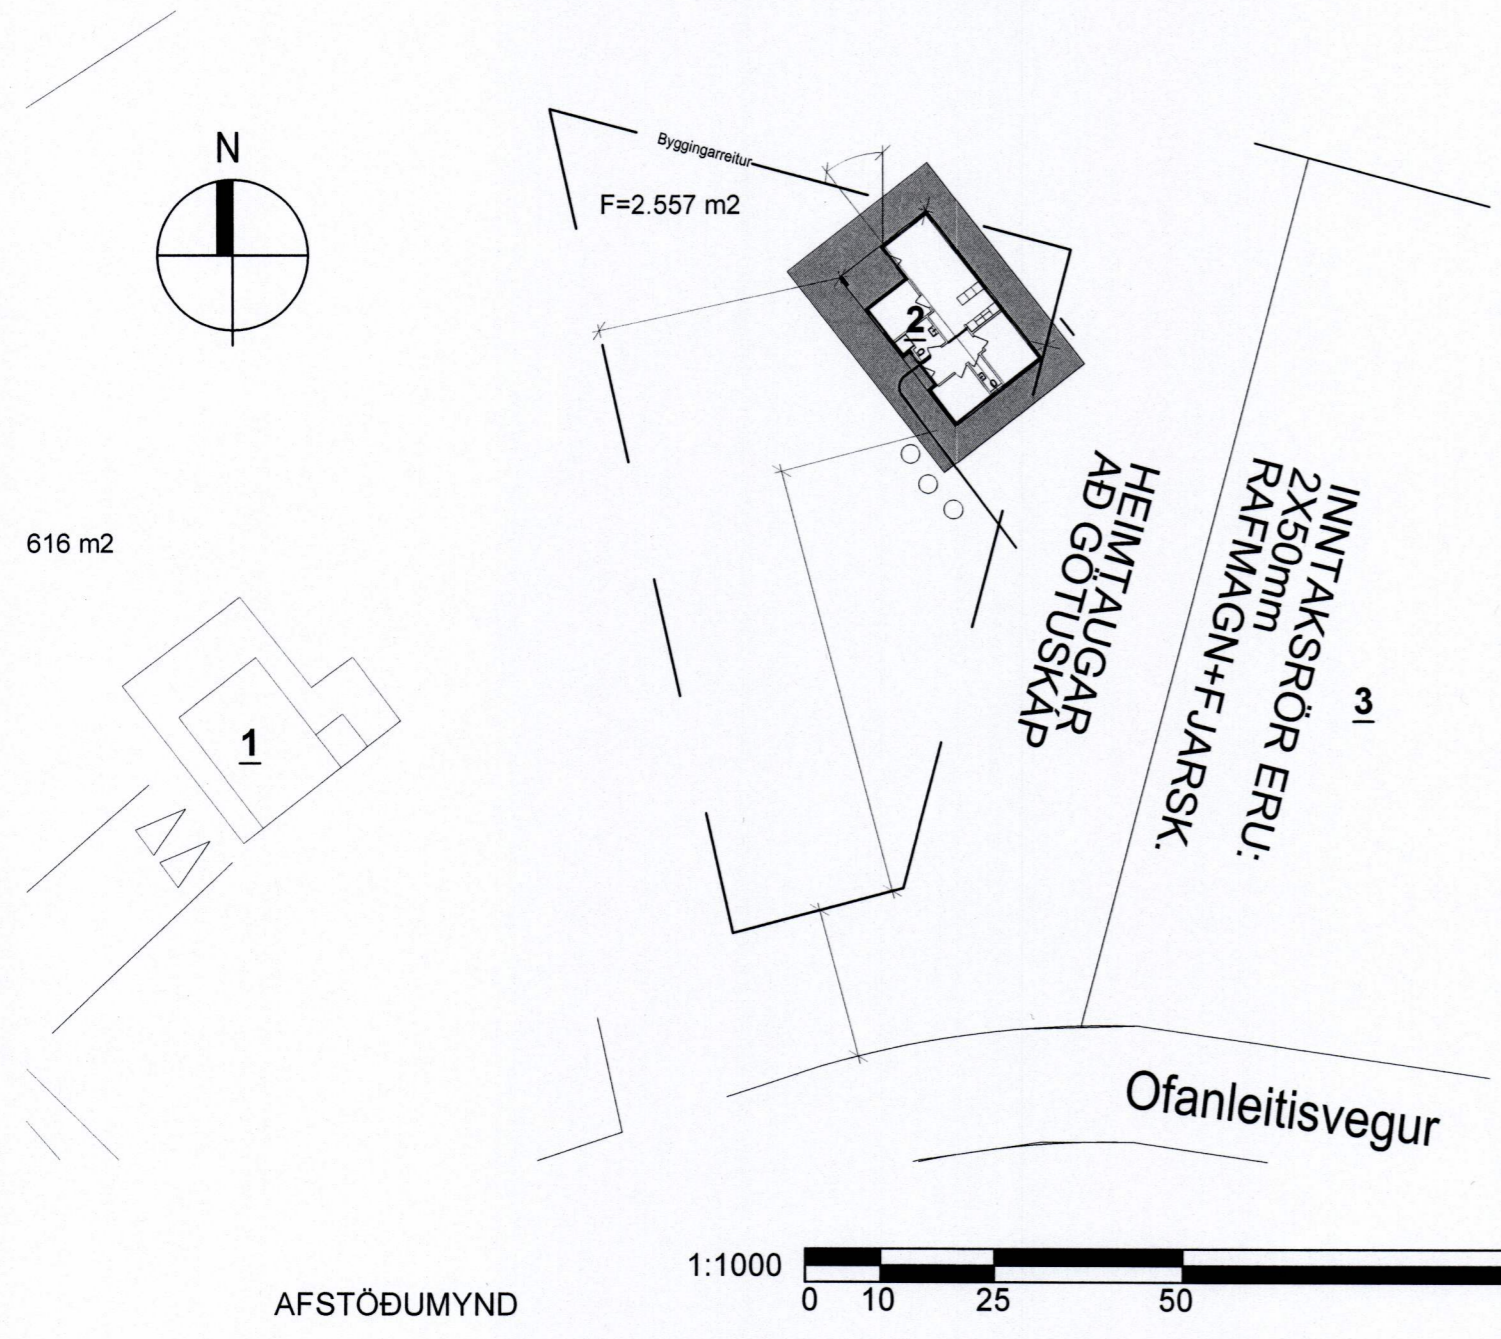 N
Byggingarreitur
F=2.557 m2
2
616 m2
1
HEIMTAUGAR
AÐ GÖTUSKÁP
INNTAKSRÖR ERU:
2X50mm
RAFMAGN+FJARSK.
3
Ofanleitisvegur
1:1000
0 10 25 50
AFSTÖÐUMYND